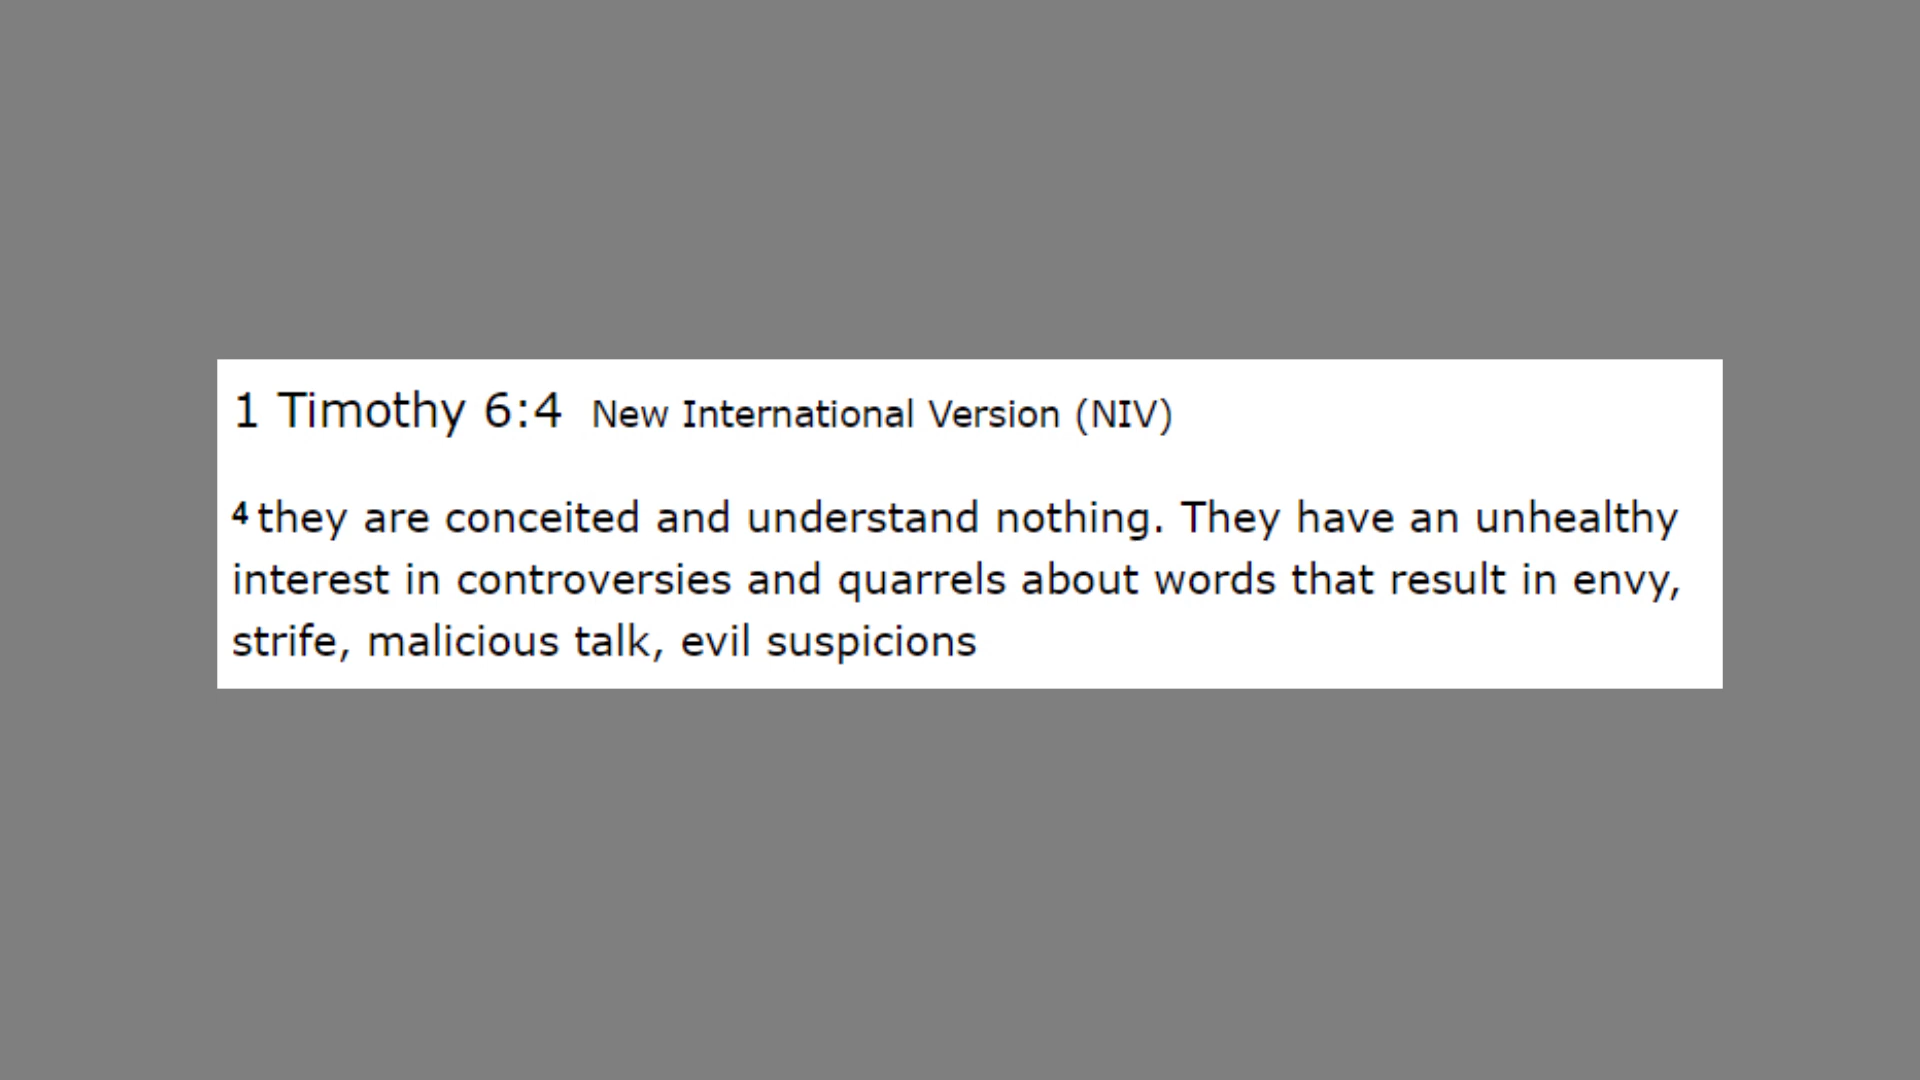 1 Timothy 6:4 New International Version (NIV)
4 they are conceited and understand nothing. They have an unhealthy
interest in controversies and quarrels about words that result in envy,
strife, malicious talk, evil suspicions